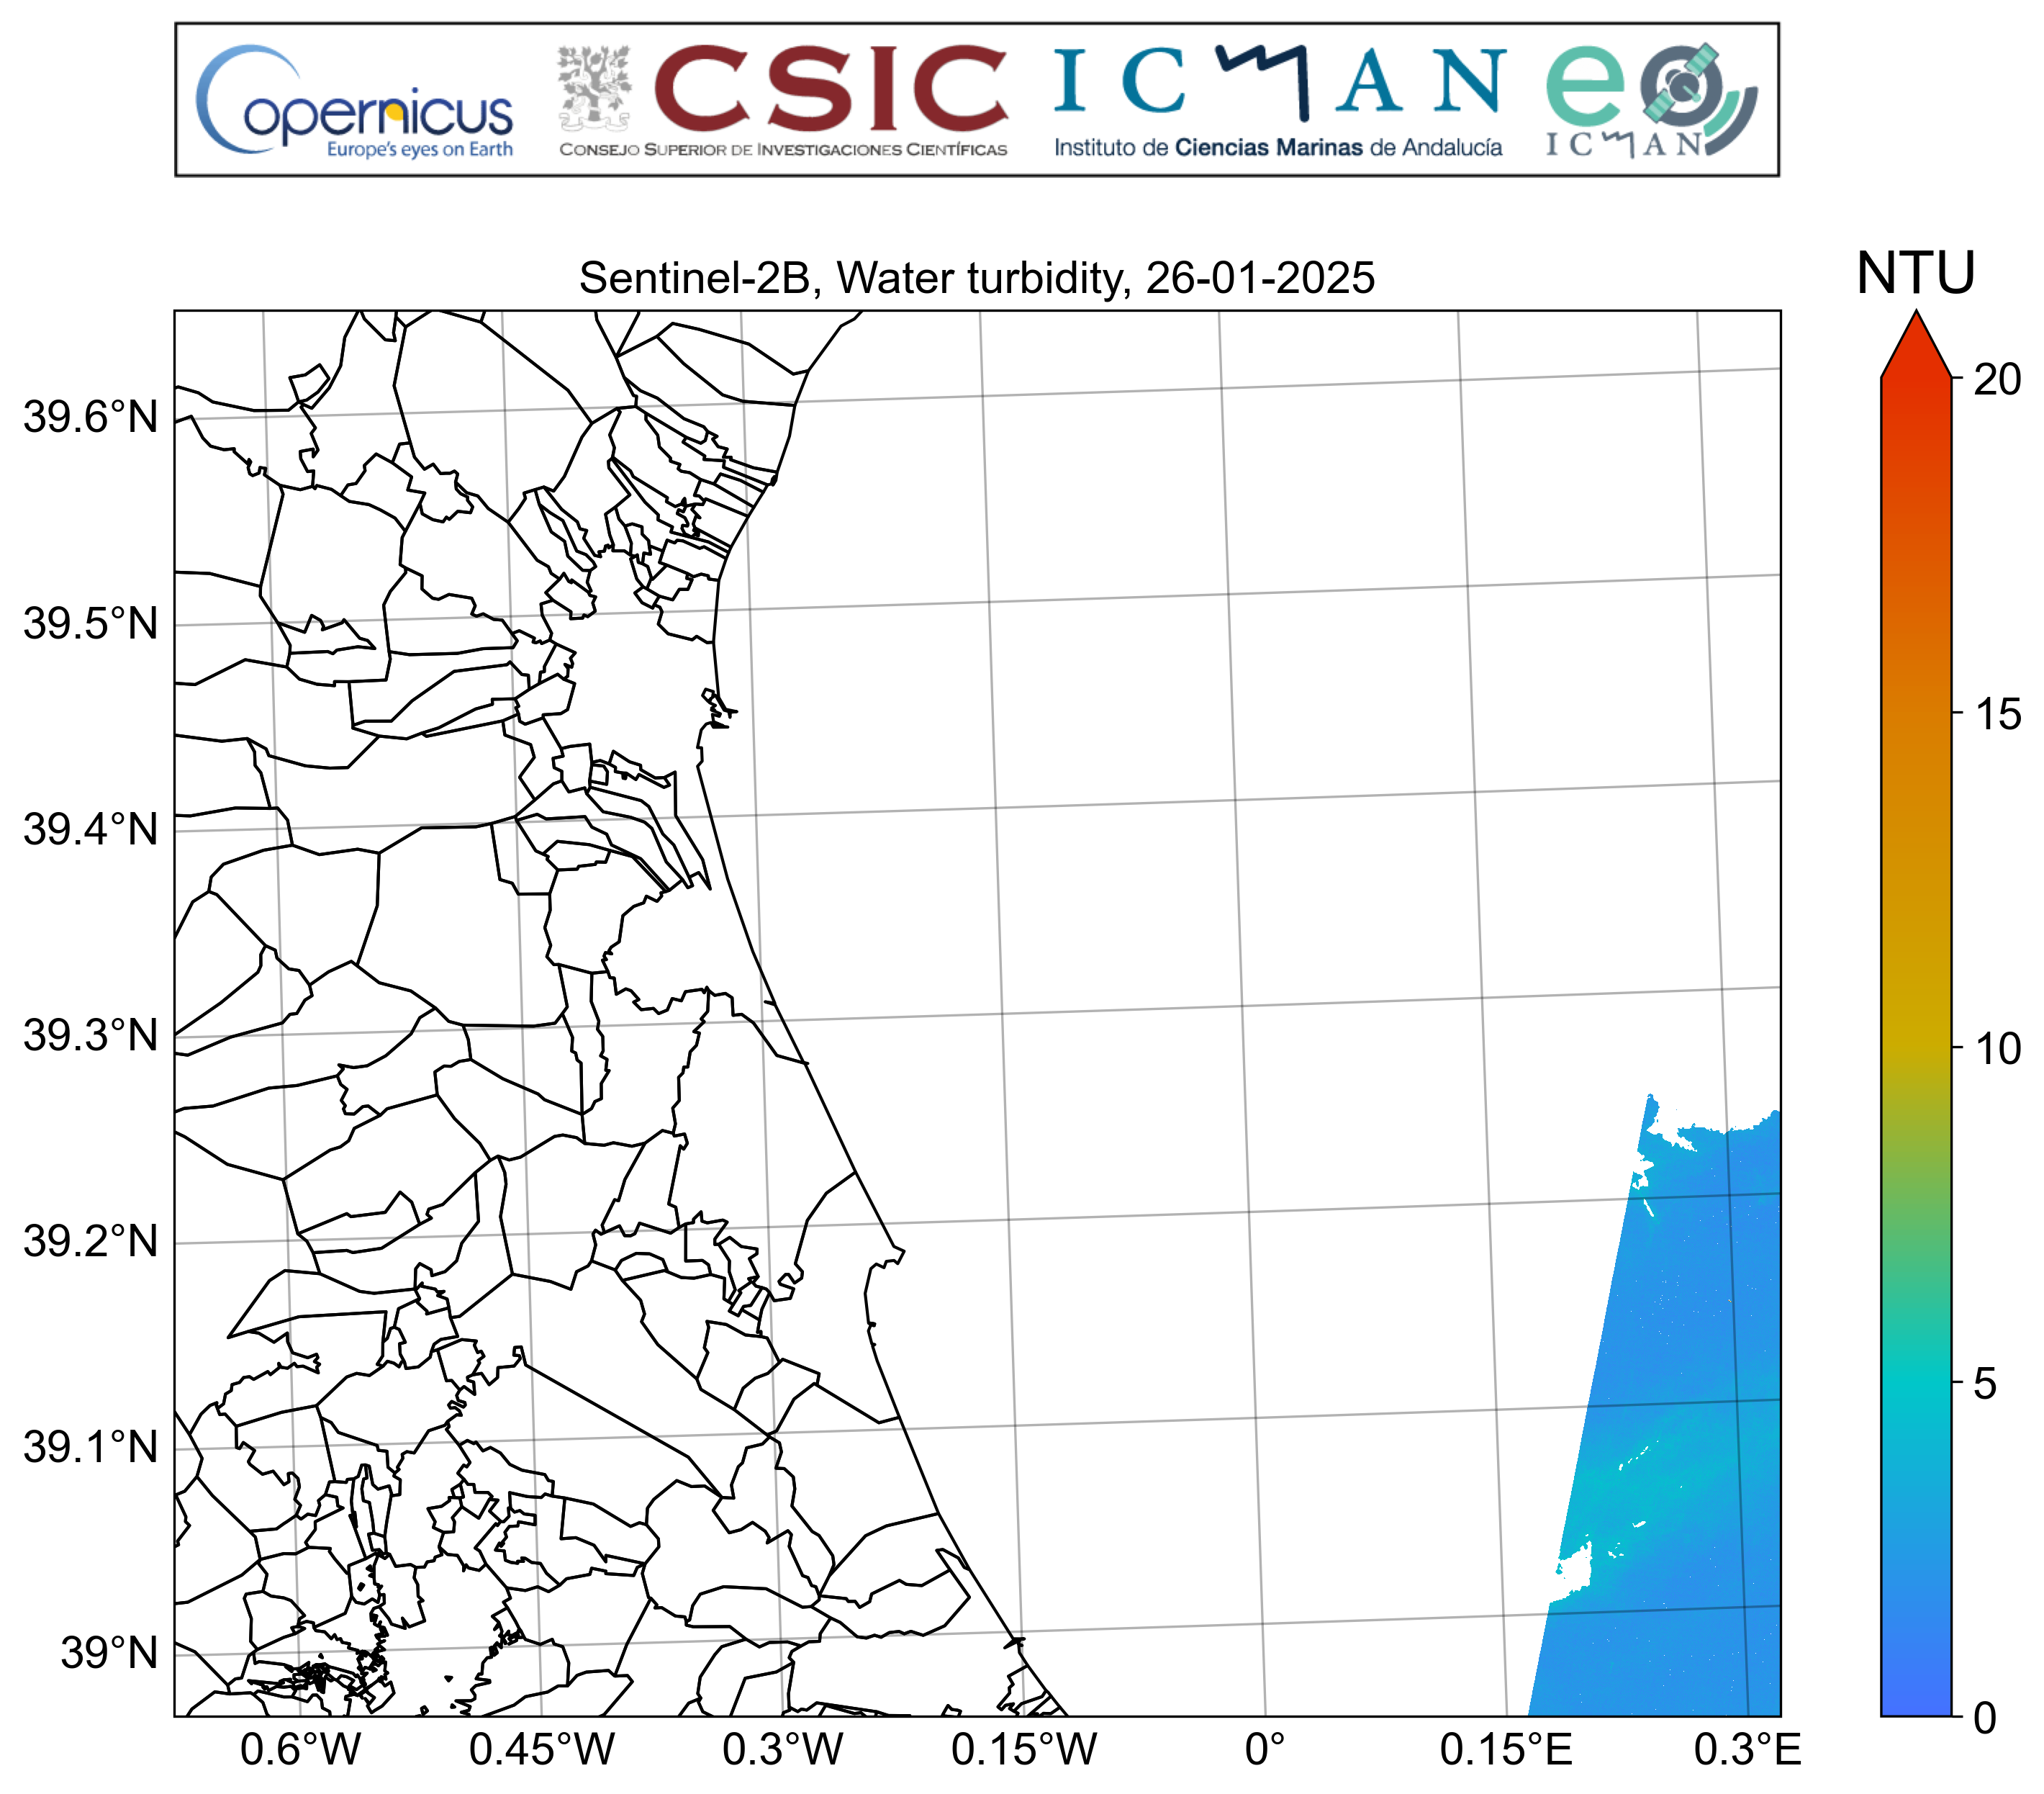 Copernicus
Europe's eyes on Earth
CSIC
CONSEJO SUPERIOR DE INVESTIGACIONES CIENTÍFICAS
ICMAN
Instituto de Ciencias Marinas de Andalucía
eo
ICMAN
Sentinel-2B, Water turbidity, 26-01-2025
NTU
20
15
10
5
0
39.6°N
39.5°N
39.4°N
39.3°N
39.2°N
39.1°N
39°N
0.6°W 0.45°W 0.3°W 0.15°W 0° 0.15°E 0.3°E